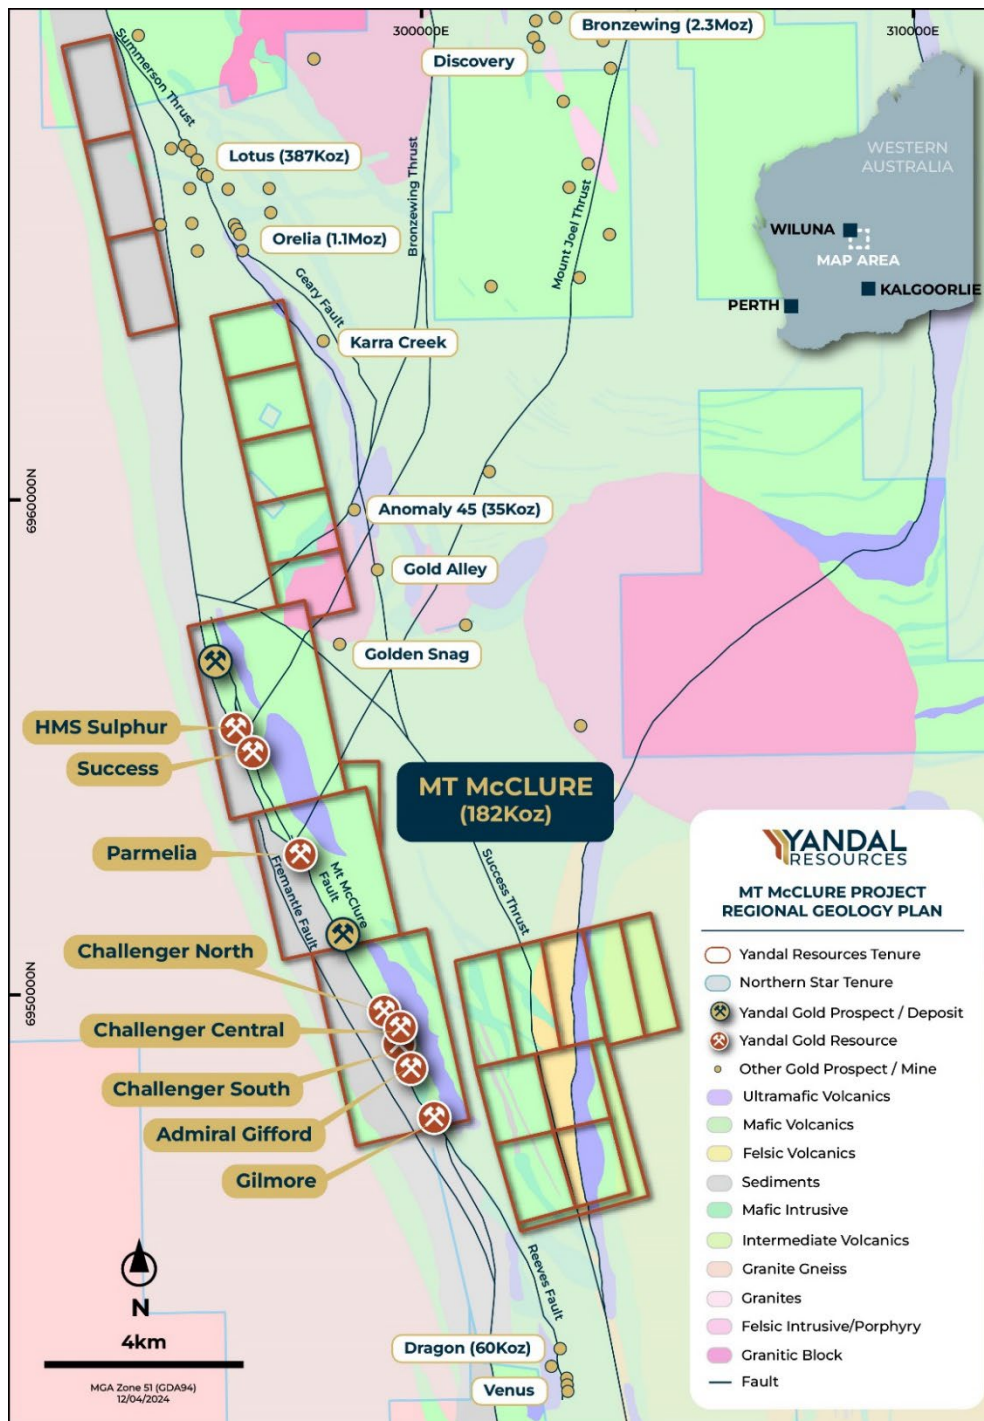 300000E
310000E
Bronzewing (2.3Moz)
Discovery
Summerson Thrust
Lotus (387Koz)
Orelia (1.1Moz)
Bronzewing Thrust
Mount Joel Thrust
Geary Fault
Karra Creek
WESTERN
AUSTRALIA
WILUNA
MAP AREA
KALGOORLIE
PERTH
6960000N
Anomaly 45 (35Koz)
Gold Alley
Golden Snag
HMS Sulphur
Success
MT McCLURE
(182Koz)
Parmelia
Mt McClure
Fault
Fremantle Fault
Success Thrust
Challenger North
6950000N
Challenger Central
Challenger South
Admiral Gifford
Gilmore
Reeves Fault
Dragon (60Koz)
Venus
N
4km
MGA Zone 51 (GDA94)
12/04/2024
YANDAL
RESOURCES
MT McCLURE PROJECT
REGIONAL GEOLOGY PLAN
Yandal Resources Tenure
Northern Star Tenure
Yandal Gold Prospect / Deposit
Yandal Gold Resource
Other Gold Prospect / Mine
Ultramafic Volcanics
Mafic Volcanics
Felsic Volcanics
Sediments
Mafic Intrusive
Intermediate Volcanics
Granite Gneiss
Granites
Felsic Intrusive/Porphyry
Granitic Block
Fault